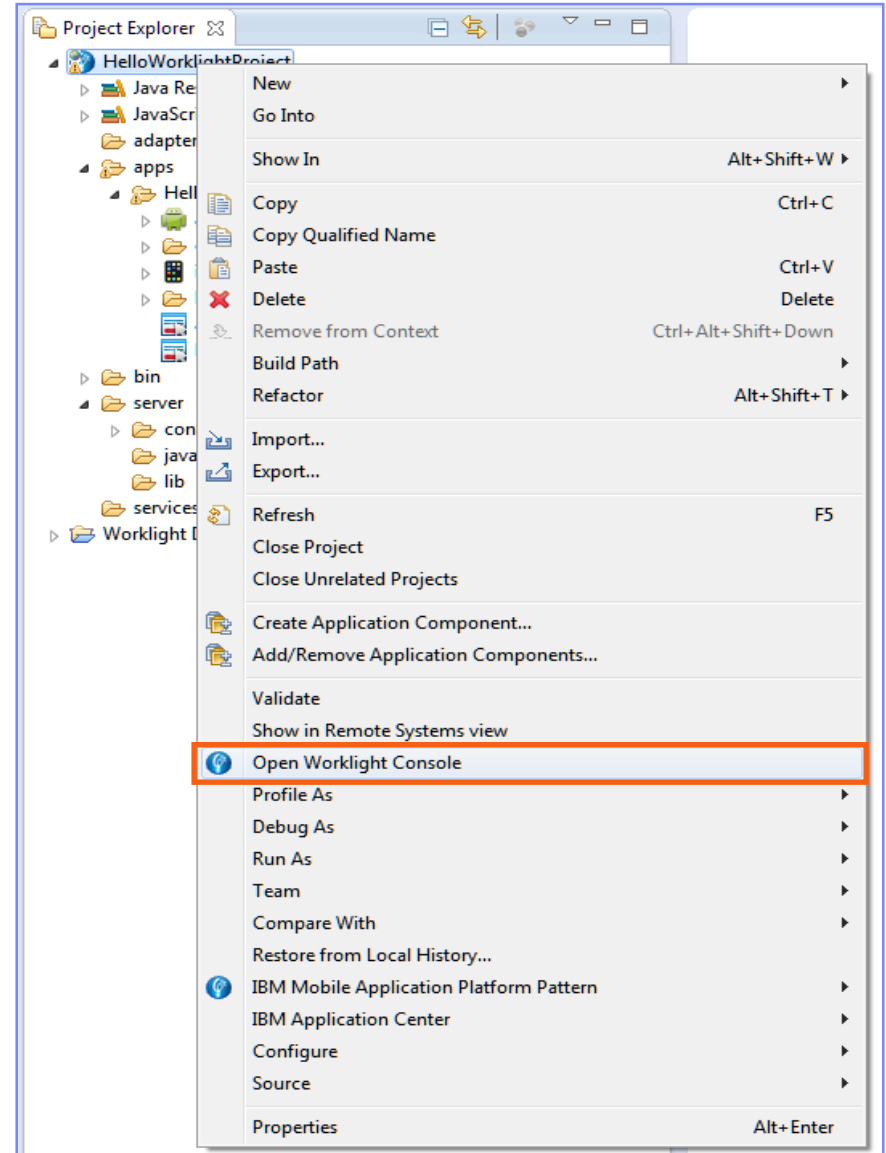 Project Explorer
HelloWorklightProject
Java Re
JavaScri
adapter
apps
Hell
bin
server
con
java
lib
services
Worklight
New
Go Into
Show In Alt+Shift+W
Copy Ctrl+C
Copy Qualified Name
Paste Ctrl+V
Delete Delete
Remove from Context Ctrl+Alt+Shift+Down
Build Path
Refactor Alt+Shift+T
Import...
Export...
Refresh F5
Close Project
Close Unrelated Projects
Create Application Component...
Add/Remove Application Components...
Validate
Show in Remote Systems view
Open Worklight Console
Profile As
Debug As
Run As
Team
Compare With
Restore from Local History...
IBM Mobile Application Platform Pattern
IBM Application Center
Configure
Source
Properties Alt+Enter